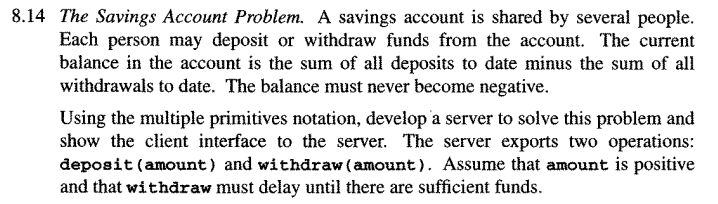 8.14 The Savings Account Problem. A savings account is shared by several people.
Each person may deposit or withdraw funds from the account. The current
balance in the account is the sum of all deposits to date minus the sum of all
withdrawals to date. The balance must never become negative.
Using the multiple primitives notation, develop a server to solve this problem and
show the client interface to the server. The server exports two operations:
deposit(amount) and withdraw(amount). Assume that amount is positive
and that withdraw must delay until there are sufficient funds.